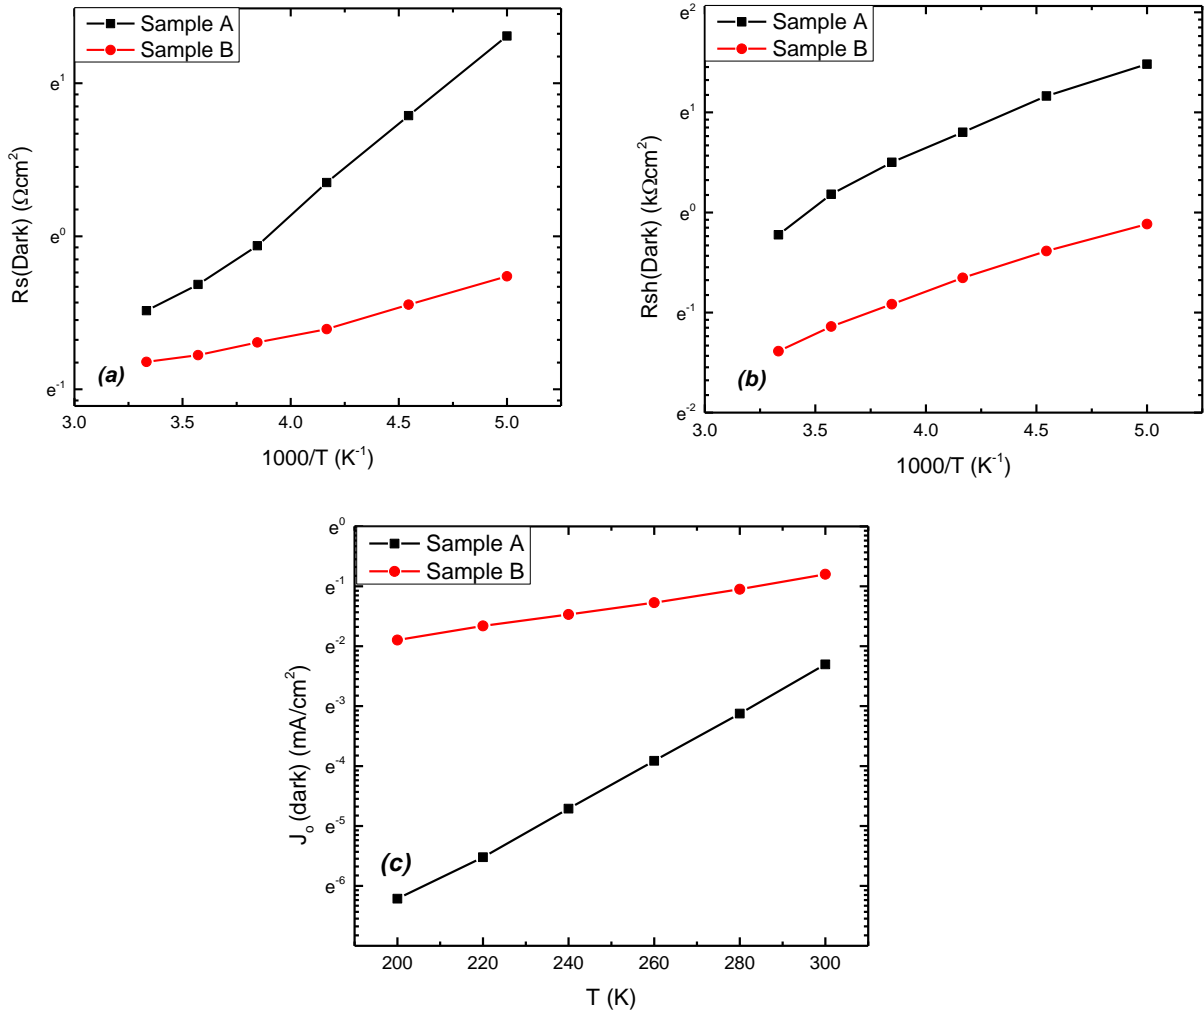 Sample A
Sample B
e¹
e⁰
e⁻¹
Rs(Dark) (Ωcm²)
(a)
3.0 3.5 4.0 4.5 5.0
1000/T (K⁻¹)
Sample A
Sample B
e²
e¹
e⁰
e⁻¹
e⁻²
Rsh(Dark) (kΩcm²)
(b)
3.0 3.5 4.0 4.5 5.0
1000/T (K⁻¹)
Sample A
Sample B
e⁰
e⁻¹
e⁻²
e⁻³
e⁻⁴
e⁻⁵
e⁻⁶
Jₒ(dark) (mA/cm²)
(c)
200 220 240 260 280 300
T (K)